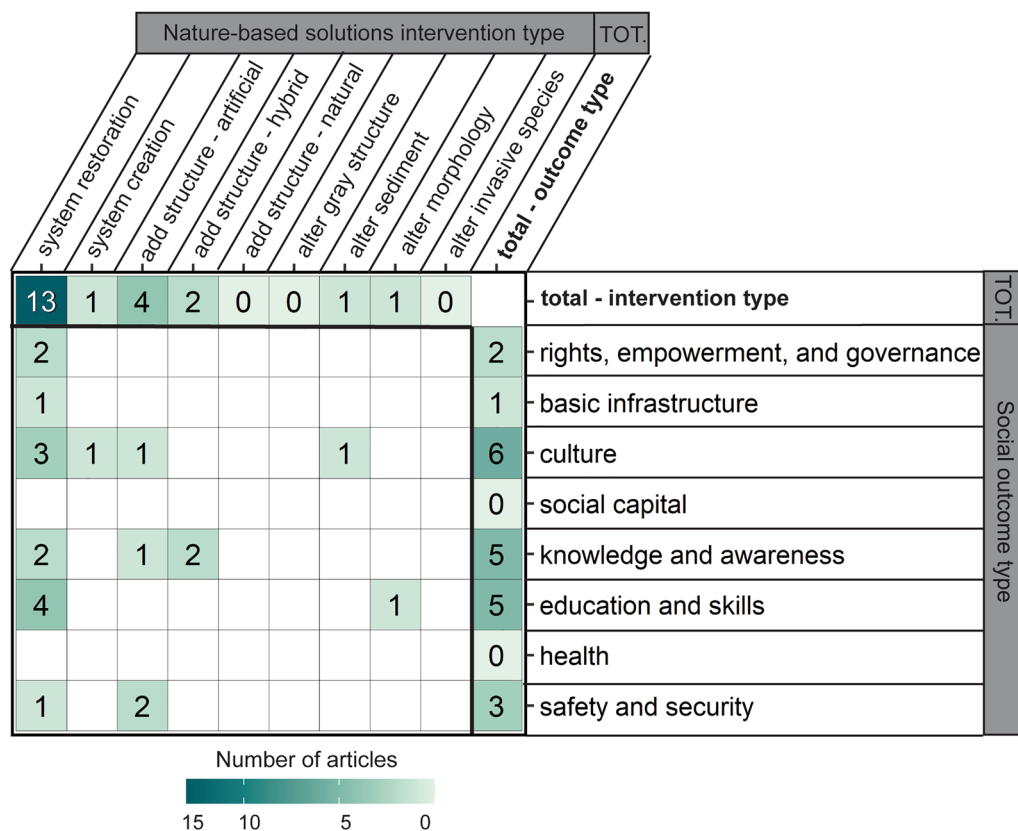 Nature-based solutions intervention type TOT.
system restoration
system creation
add structure - artificial
add structure - hybrid
add structure - natural
alter gray structure
alter sediment
alter morphology
alter invasive species
total - outcome type
13 1 4 2 0 0 1 1 0 total - intervention type TOT.
2 2 rights, empowerment, and governance
1 1 basic infrastructure
3 1 1 1 6 culture
0 social capital
2 1 2 5 knowledge and awareness
4 1 5 education and skills
0 health
1 2 3 safety and security
Social outcome type
Number of articles
15 10 5 0